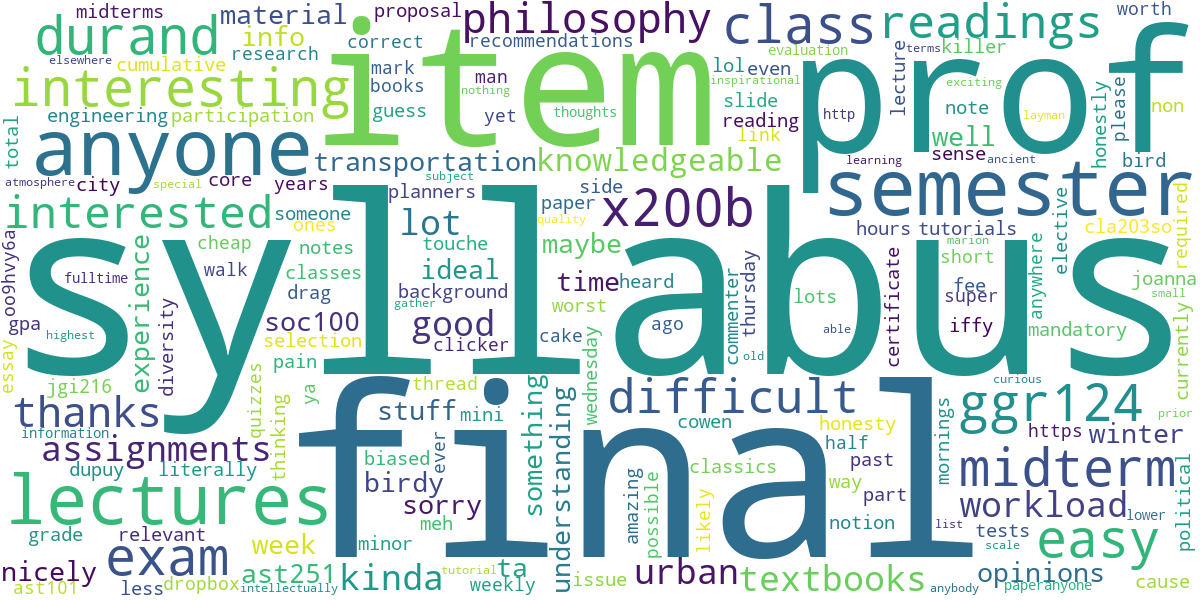 midterms
material
proposal
philosophy
class
readings
worth
durand
info
elsewhere
research
correct
recommendations
evaluation
terms
killer
cumulative
mark
man
lol
even
inspirational
interesting
item
prof
books
nothing
slide
lecture
exciting
engineering
participation
guess
yet
thoughts
reading
http
note
layman
non
link
well
honestly
please
total
anyone
transportation
knowledgeable
learning
sense
ancient
bird
atmosphere
city
special
core
years
planners
subject
side
semester
interested
someone
lot
paper
x200b
quality
hours
tutorials
elective
cla203so
required
ones
notes
cheap
touche
maybe
marion
short
anywhere
oo9hvy6a
experience
walk
classes
ideal
time
heard
commenter
thursday
certificate
fee
joanna
fulltime
syllabus
drag
background
lots
super
small
gpa
diversity
soc100
gather
good
worst
ago
able
iffy
mandatory
currently
highest
selection
clicker
cake
old
essay
jgi216
quizzes
pain
wednesday
curious
ya
thread
something
understanding
difficult
ggr124
prior
thanks
thinking
final
stuff
mini
cowen
honesty
mornings
https
winter
information
assignments
biased
ever
classics
half
past
midterm
political
dupuy
literally
birdy
amazing
possible
likely
way
part
lectures
sorry
notion
list
workload
lower
grade
relevant
meh
tests
scale
easy
exam
week
minor
nicely
ast251
kinda
tutorial
ta
weekly
issue
urban
textbooks
opinions
cause
ast101
less
dropbox
intellectually
anybody
paperanyone